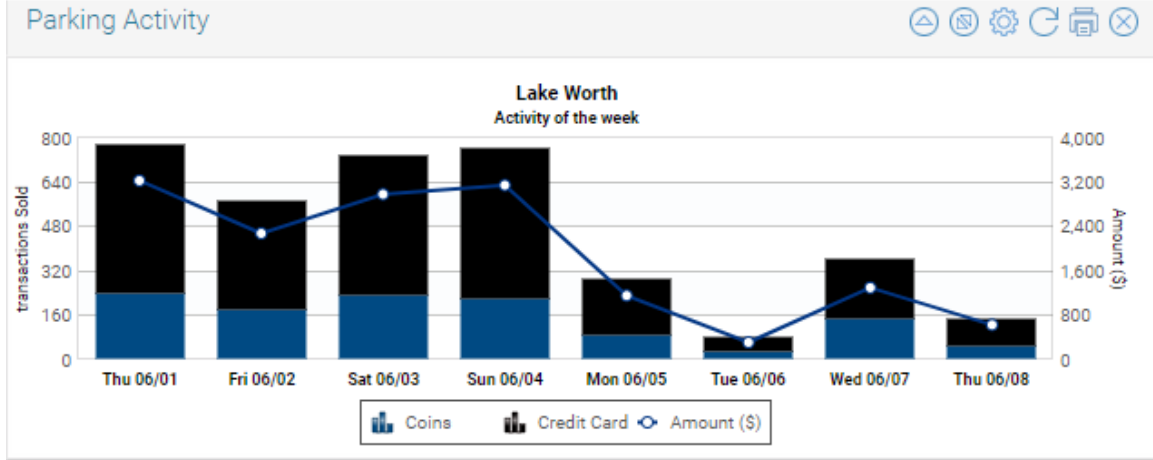 Parking Activity
Lake Worth
Activity of the week
transactions Sold
800
640
480
320
160
0
4,000
3,200
2,400
1,600
800
0
Amount ($)
Thu 06/01 Fri 06/02 Sat 06/03 Sun 06/04 Mon 06/05 Tue 06/06 Wed 06/07 Thu 06/08
Coins Credit Card Amount ($)